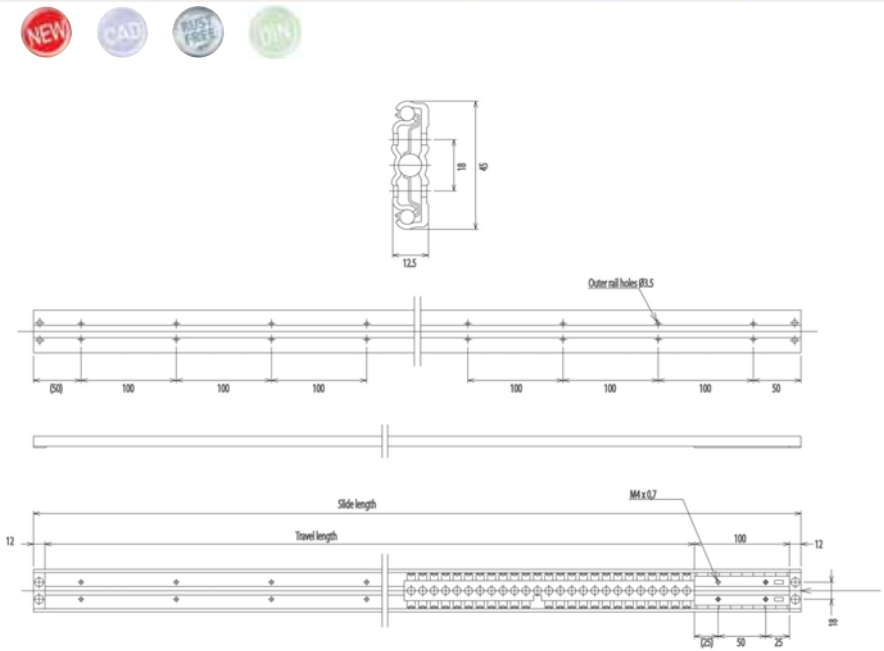 NEW
CAD
RUST
FREE
DIN
18
45
12.5
Outer rail holes Ø3.5
(50)
100
100
100
100
100
100
50
Slide length
M4 x 0,7
12
Travel length
100
12
18
(25)
50
25